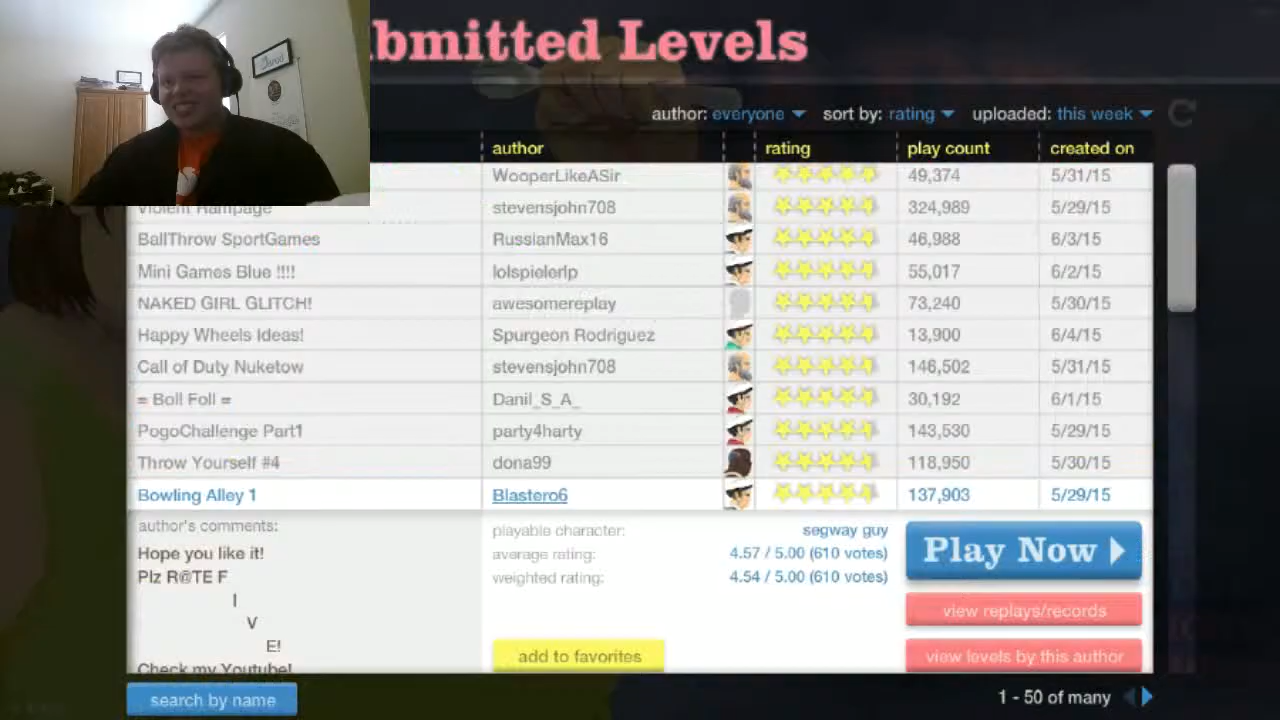 bmitted Levels
author: everyone sort by: rating uploaded: this week
author rating play count created on
WooperLikeASir 49,374 5/31/15
Violent Rampage stevensjohn708 324,989 5/29/15
BallThrow SportGames RussianMax16 46,988 6/3/15
Mini Games Blue !!!! lolspielerlp 55,017 6/2/15
NAKED GIRL GLITCH! awesomereplay 73,240 5/30/15
Happy Wheels Ideas! Spurgeon Rodriguez 13,900 6/4/15
Call of Duty Nuketow stevensjohn708 146,502 5/31/15
= Boll Foll = Danil_S_A_ 30,192 6/1/15
PogoChallenge Part1 party4harty 143,530 5/29/15
Throw Yourself #4 dona99 118,950 5/30/15
Bowling Alley 1 Blastero6 137,903 5/29/15
author's comments: playable character: segway guy
Hope you like it! average rating: 4.57 / 5.00 (610 votes) Play Now
Plz R@TE F weighted rating: 4.54 / 5.00 (610 votes)
I view replays/records
V
E!
Check my Youtube! add to favorites view levels by this author
search by name 1 - 50 of many